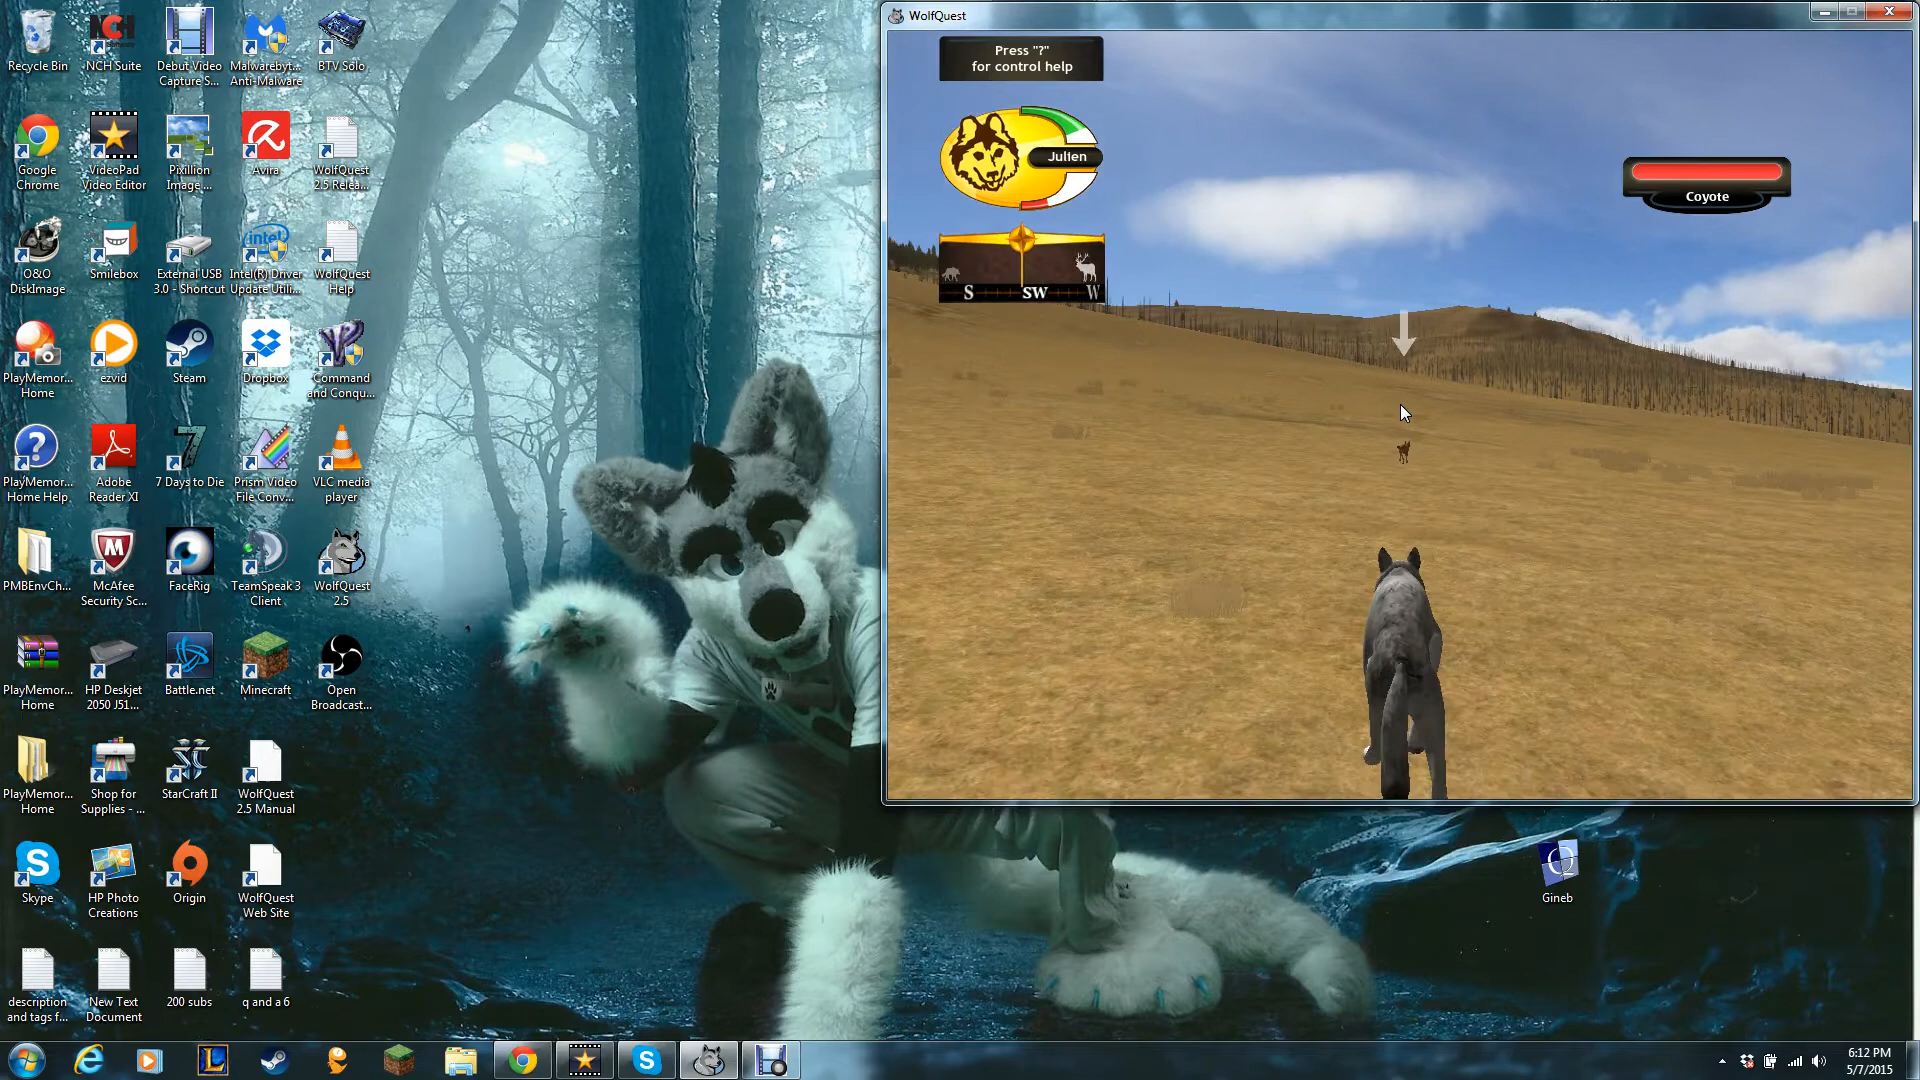 Recycle Bin
NCH Suite
Debut Video
Capture S...
Malwarebyt...
Anti-Malware
BTV Solo
Google
Chrome
VideoPad
Video Editor
Pixillion
Image ...
Avira
WolfQuest
2.5 Relea...
O&O
DiskImage
Smilebox
External USB
3.0 - Shortcut
intel
Intel(R) Driver
Update Utili...
WolfQuest
Help
PlayMemor...
Home
ezvid
Steam
Dropbox
Command
and Conqu...
PlayMemor...
Home Help
Adobe
Reader XI
7 Days to Die
Prism Video
File Conv...
VLC media
player
PMBEnvCh...
McAfee
Security Sc...
FaceRig
TeamSpeak 3
Client
WolfQuest
2.5
PlayMemor...
Home
HP Deskjet
2050 J51...
Battle.net
Minecraft
Open
Broadcast...
PlayMemor...
Home
Shop for
Supplies - ...
StarCraft II
WolfQuest
2.5 Manual
Skype
HP Photo
Creations
Origin
WolfQuest
Web Site
description
and tags f...
New Text
Document
200 subs
q and a 6
WolfQuest
Press "?"
for control help
Julien
S SW W
Coyote
Gineb
6:12 PM
5/7/2015